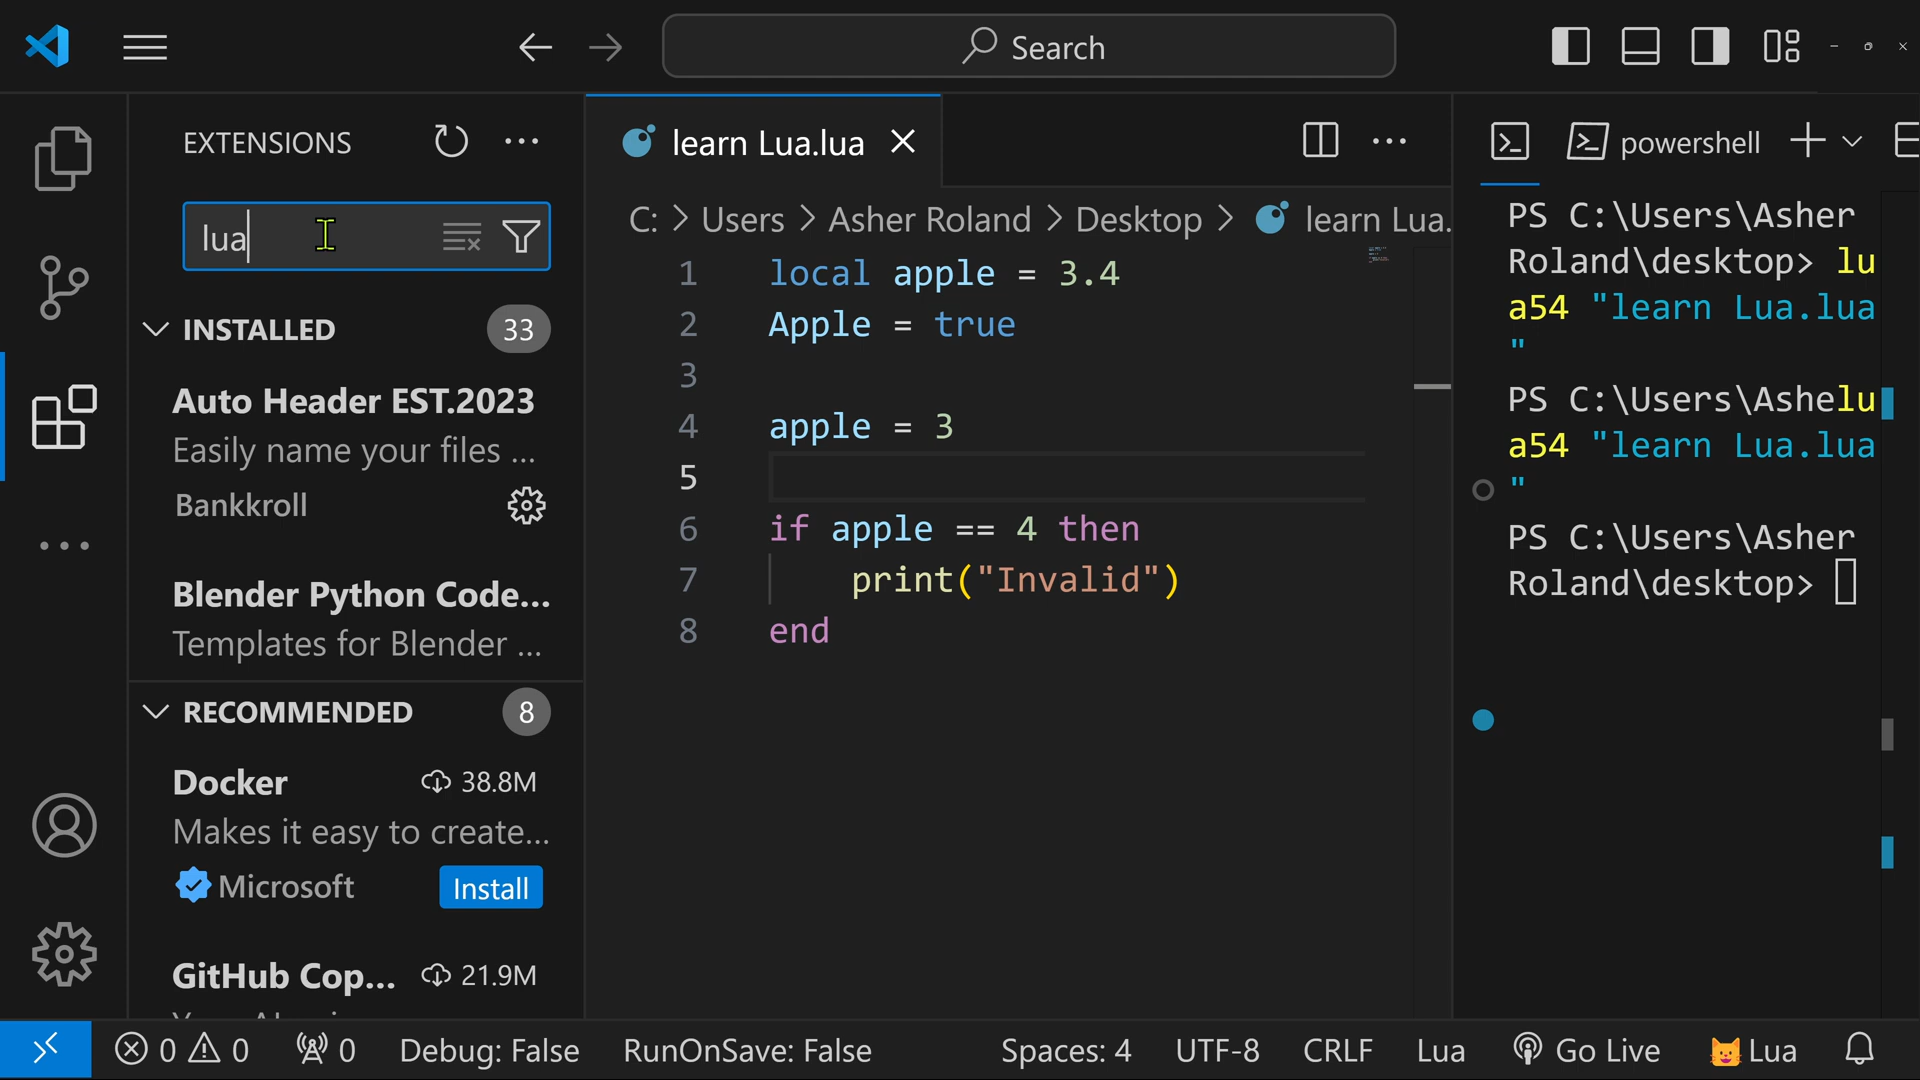 Search
EXTENSIONS
lua
INSTALLED 33
Auto Header EST.2023
Easily name your files ...
Bankkroll
Blender Python Code...
Templates for Blender ...
RECOMMENDED 8
Docker 38.8M
Makes it easy to create...
Microsoft Install
GitHub Cop... 21.9M
learn Lua.lua
C: > Users > Asher Roland > Desktop > learn Lua.
1 local apple = 3.4
2 Apple = true
3
4 apple = 3
5
6 if apple == 4 then
7 print("Invalid")
8 end
powershell
PS C:\Users\Asher
Roland\desktop> lu
a54 "learn Lua.lua
"
PS C:\Users\Ashelu
a54 "learn Lua.lua
"
PS C:\Users\Asher
Roland\desktop>
0 0 0 Debug: False RunOnSave: False Spaces: 4 UTF-8 CRLF Lua Go Live Lua